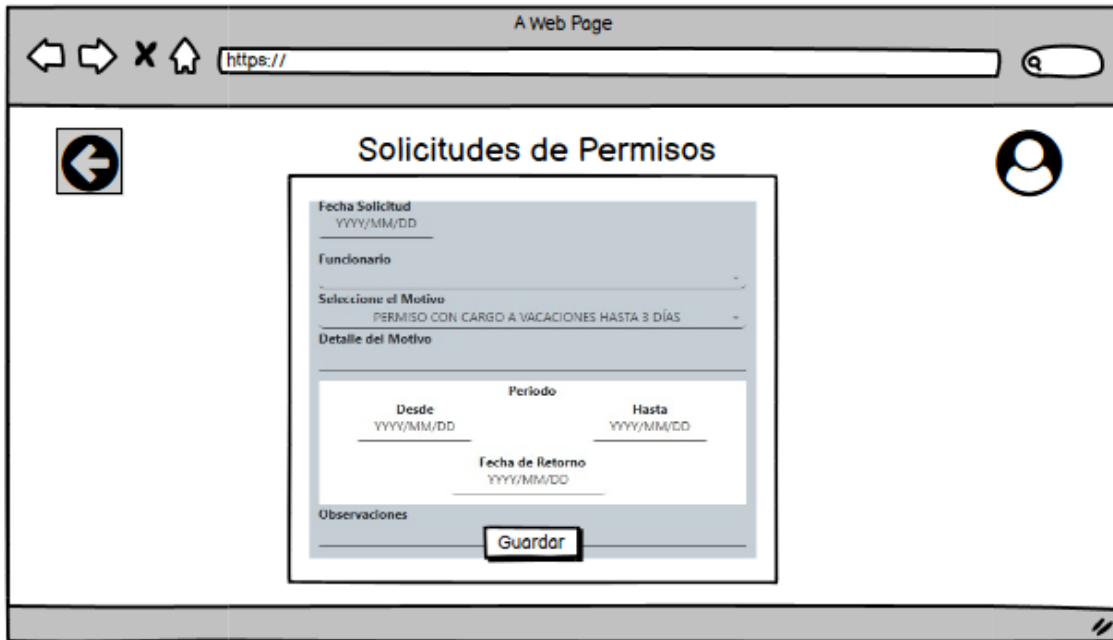 A Web Page
https://
Solicitudes de Permisos
Fecha Solicitud
YYYY/MM/DD
Funcionario
Seleccione el Motivo
PERMISO CON CARGO A VACACIONES HASTA 3 DÍAS
Detalle del Motivo
Periodo
Desde Hasta
YYYY/MM/DD YYYY/MM/DD
Fecha de Retorno
YYYY/MM/DD
Observaciones
Guardar